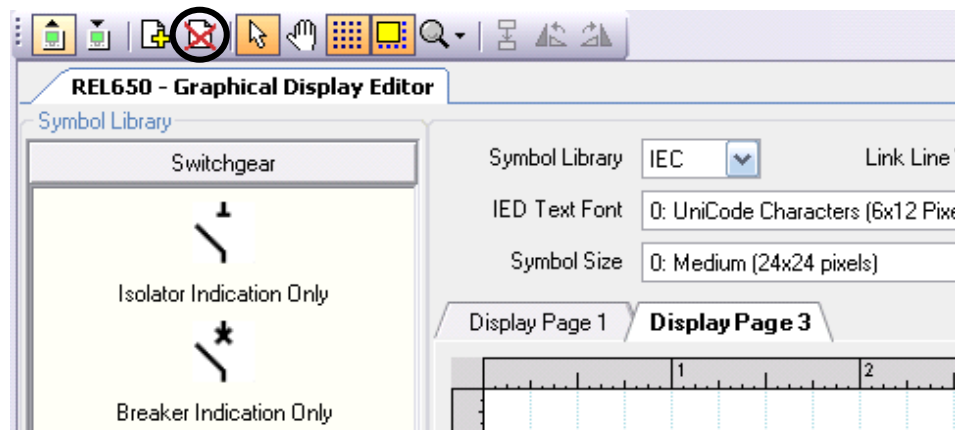 REL650 - Graphical Display Editor
Symbol Library
Switchgear
Isolator Indication Only
Breaker Indication Only
Symbol Library IEC Link Line
IED Text Font 0: UniCode Characters (6x12 Pixe
Symbol Size 0: Medium (24x24 pixels)
Display Page 1 Display Page 3
1 2